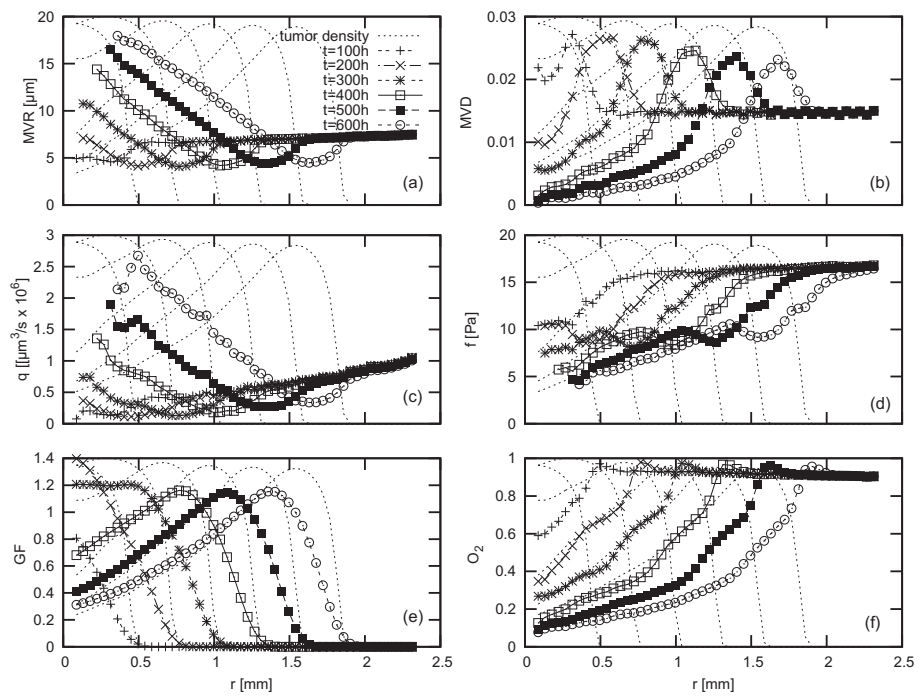 20
15
10
5
0
MVR [μm]
tumor density
t=100h
t=200h
t=300h
t=400h
t=500h
t=600h
(a)
0.03
0.02
0.01
0
MVD
(b)
3
2.5
2
1.5
1
0.5
0
q [[μm³/s x 10⁶]
(c)
20
15
10
5
0
f [Pa]
(d)
1.4
1.2
1
0.8
0.6
0.4
0.2
0
GF
(e)
0 0.5 1 1.5 2 2.5
r [mm]
1
0.8
0.6
0.4
0.2
0
O₂
(f)
0 0.5 1 1.5 2 2.5
r [mm]